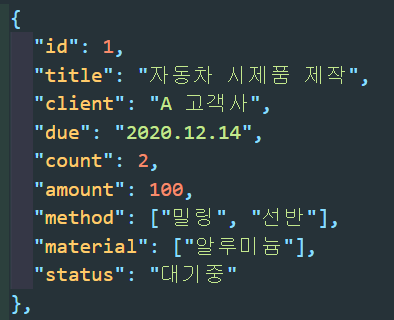 {
"id": 1,
"title": "자동차 시제품 제작",
"client": "A 고객사",
"due": "2020.12.14",
"count": 2,
"amount": 100,
"method": ["밀링", "선반"],
"material": ["알루미늄"],
"status": "대기중"
},